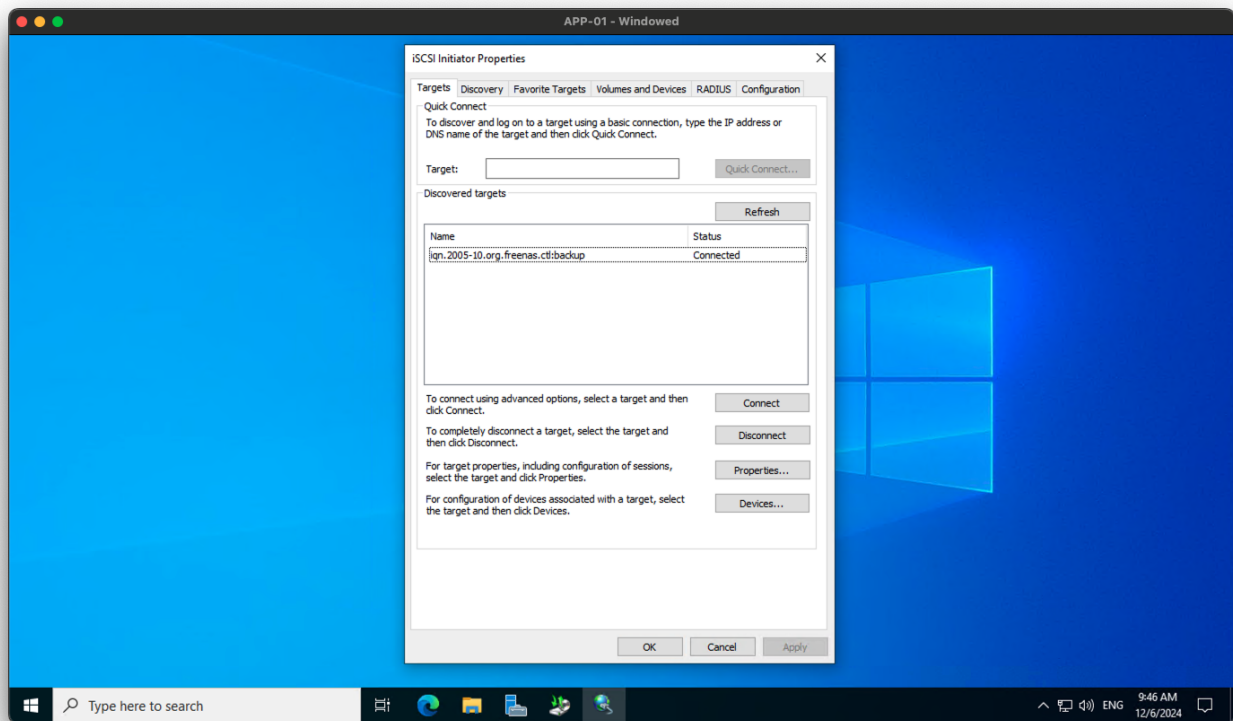 APP-01 - Windowed
iSCSI Initiator Properties
Targets Discovery Favorite Targets Volumes and Devices RADIUS Configuration
Quick Connect
To discover and log on to a target using a basic connection, type the IP address or
DNS name of the target and then click Quick Connect.
Target: Quick Connect...
Discovered targets
Refresh
Name Status
iqn.2005-10.org.freenas.ctl:backup Connected
To connect using advanced options, select a target and then
click Connect.
Connect
To completely disconnect a target, select the target and
then click Disconnect.
Disconnect
For target properties, including configuration of sessions,
select the target and click Properties.
Properties...
For configuration of devices associated with a target, select
the target and then click Devices.
Devices...
OK Cancel Apply
Type here to search
ENG
9:46 AM
12/6/2024